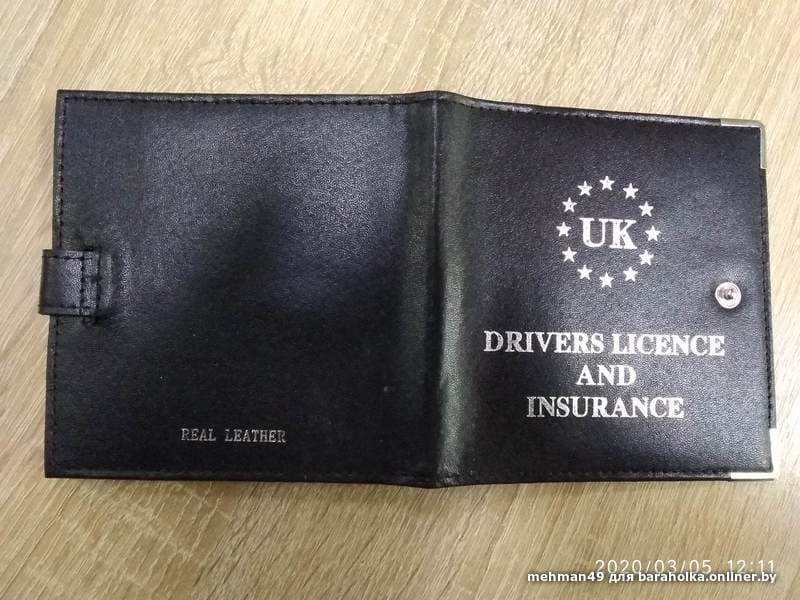 UK
DRIVERS LICENCE
AND
INSURANCE
REAL LEATHER
2020/03/05 12:11
mehman49 для baraholka.onliner.by